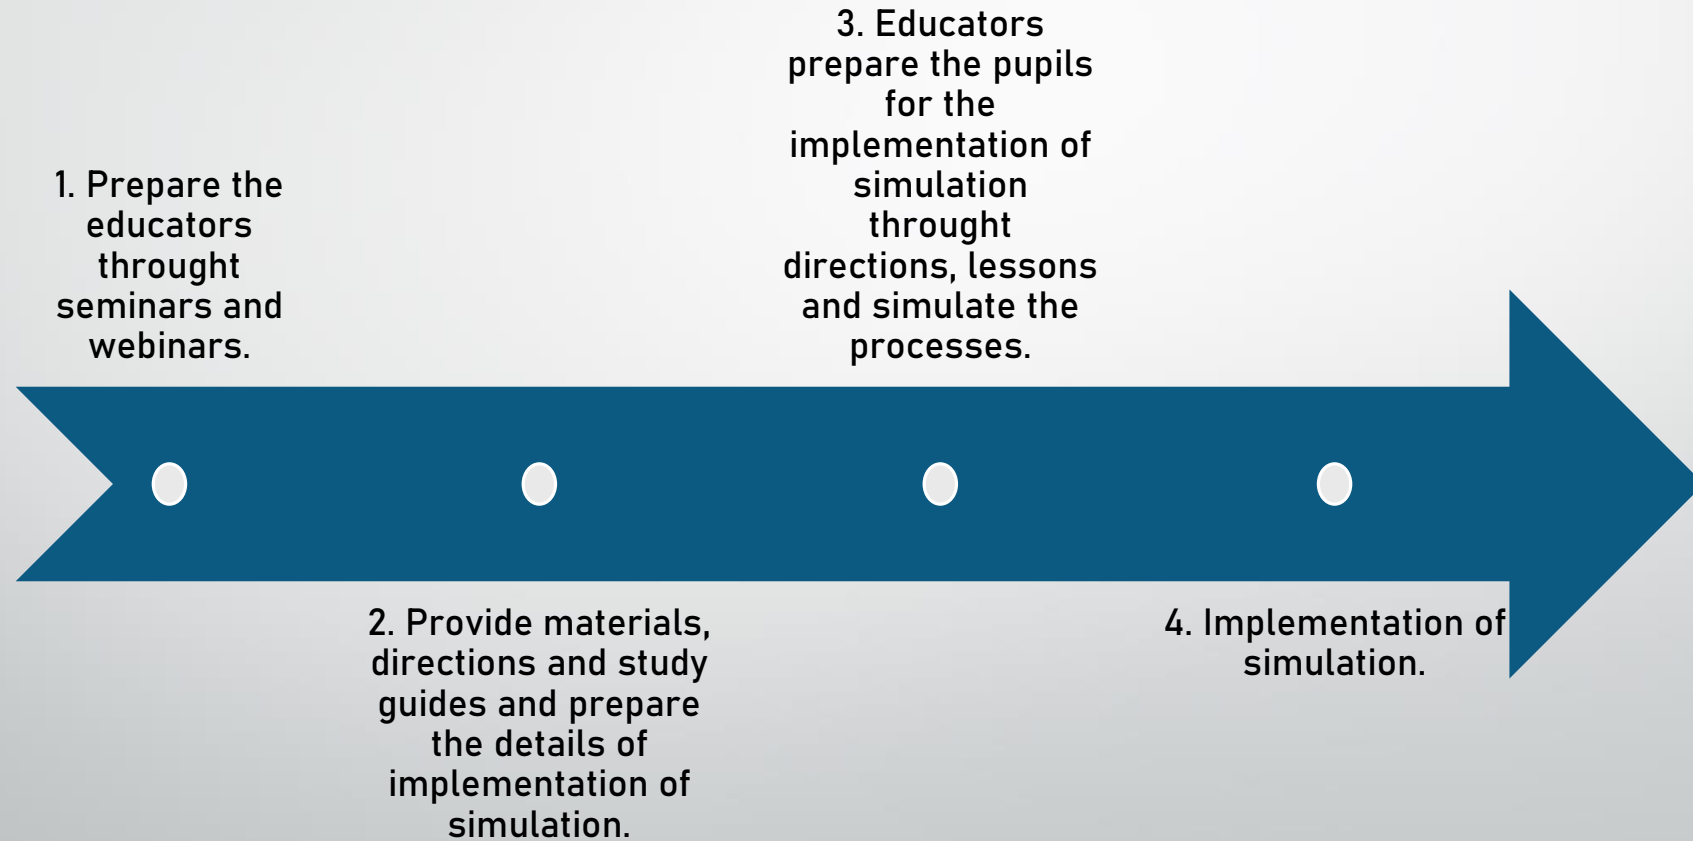 1. Prepare the
educators
throught
seminars and
webinars.
2. Provide materials,
directions and study
guides and prepare
the details of
implementation of
simulation.
3. Educators
prepare the pupils
for the
implementation of
simulation
throught
directions, lessons
and simulate the
processes.
4. Implementation of
simulation.